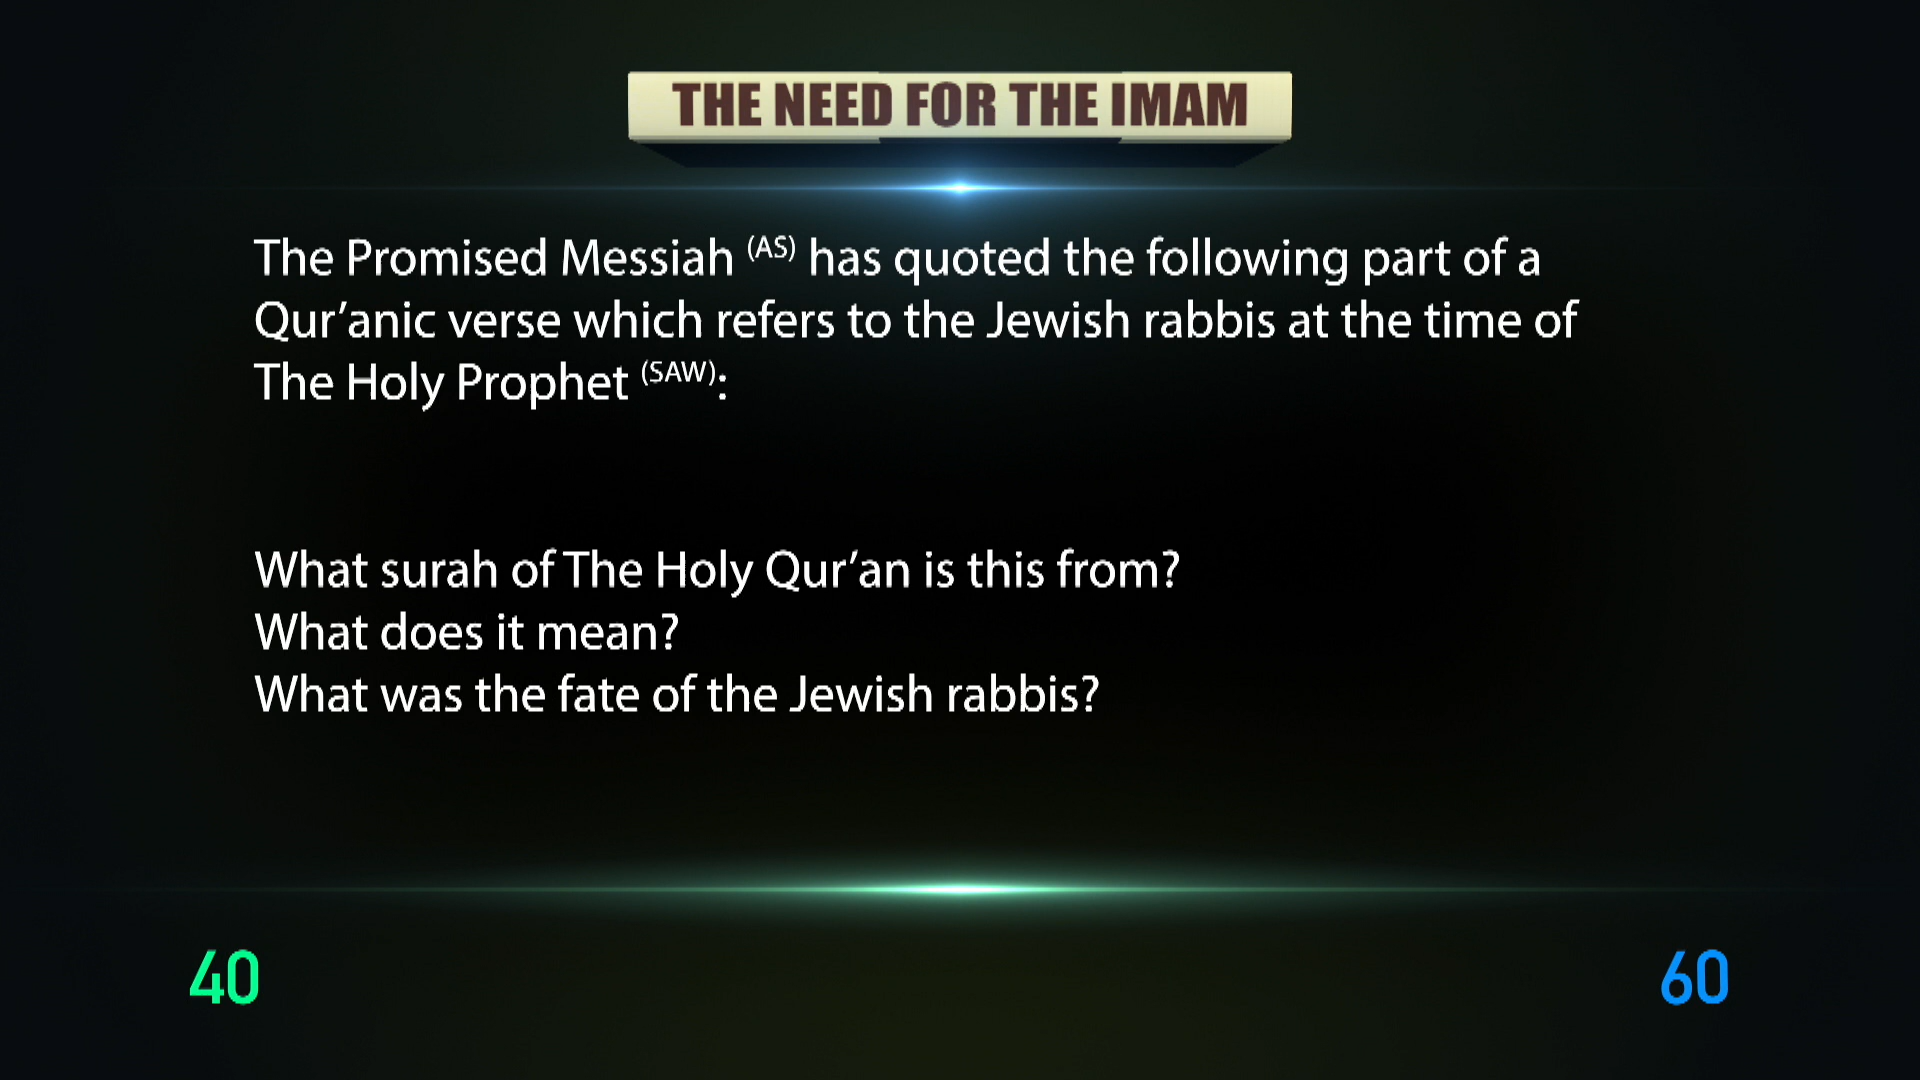 THE NEED FOR THE IMAM
The Promised Messiah (AS) has quoted the following part of a
Qur’anic verse which refers to the Jewish rabbis at the time of
The Holy Prophet (SAW):
What surah of The Holy Qur’an is this from?
What does it mean?
What was the fate of the Jewish rabbis?
40
60